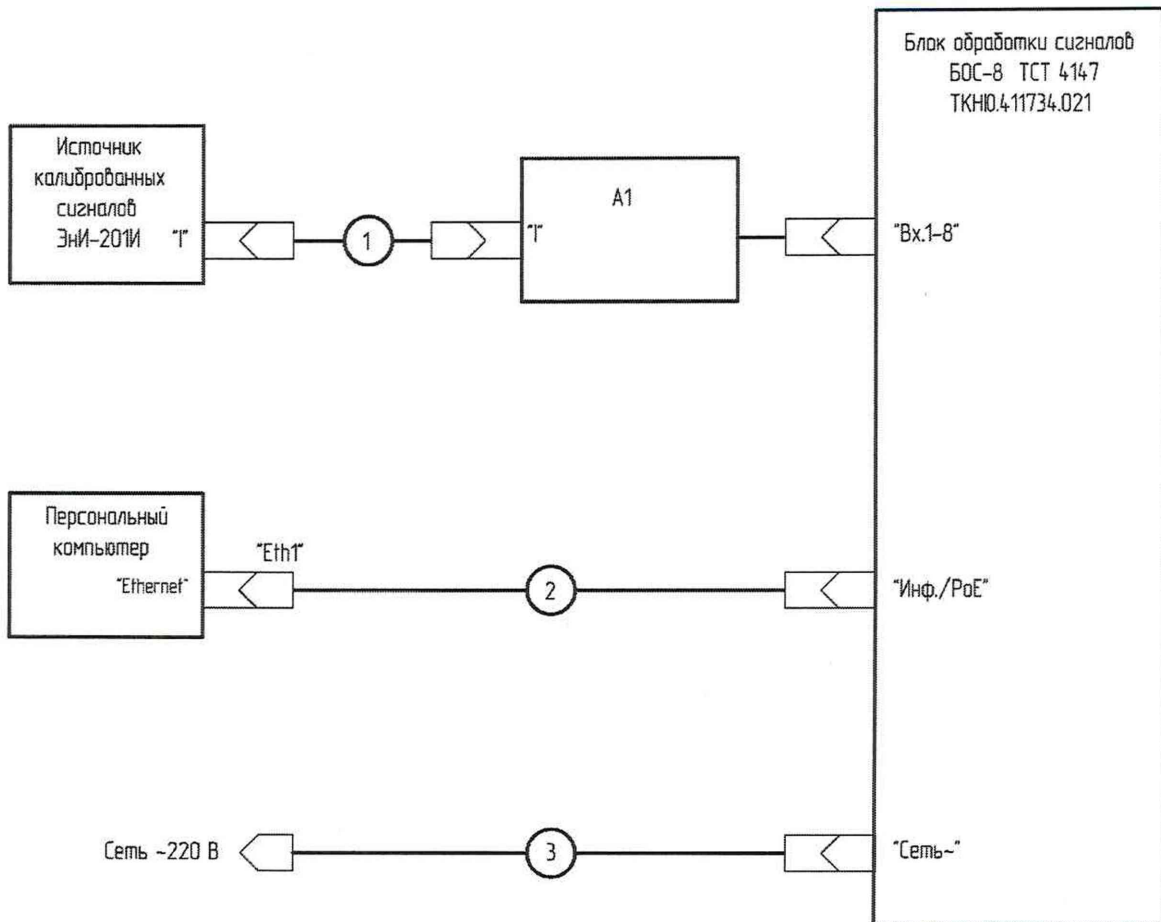 Блок обработки сигналов
БОС-8 ТСТ 4147
ТКНЮ.411734.021
Источник
калиброванных
сигналов
ЭнИ-201И "I"
1
"I"
А1
"Вх.1-8"
Персональный
компьютер
"Ethernet"
"Eth1"
2
"Инф./PoE"
Сеть ~220 В
3
"Сеть~"